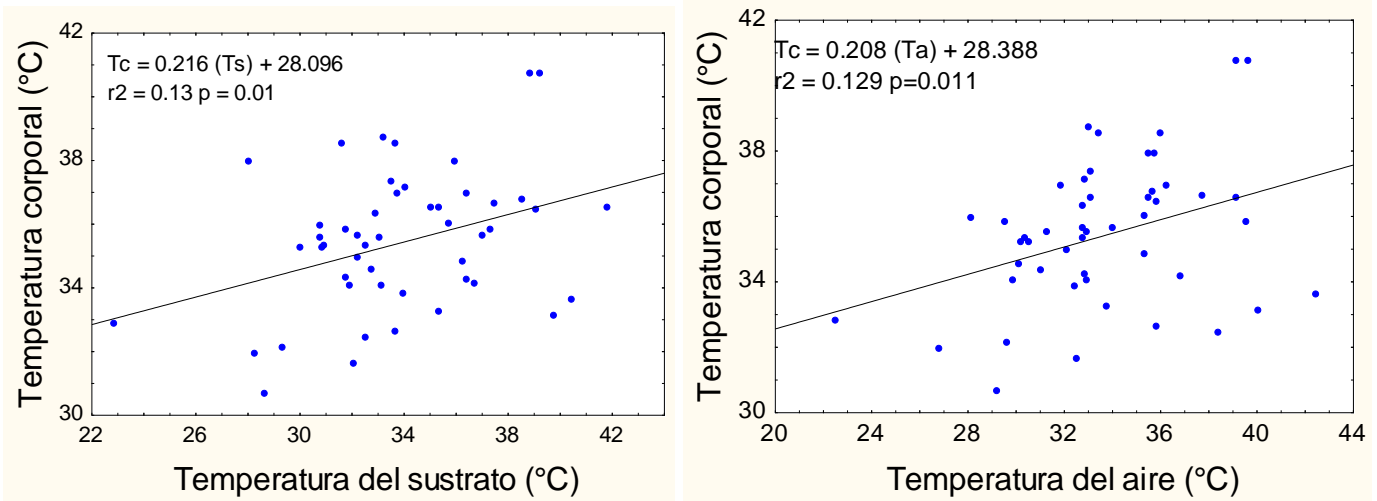 Tc = 0.216 (Ts) + 28.096
r2 = 0.13 p = 0.01
Temperatura corporal (°C)
42
38
34
30
22
26
30
34
38
42
Temperatura del sustrato (°C)
Tc = 0.208 (Ta) + 28.388
r2 = 0.129 p=0.011
Temperatura corporal (°C)
42
38
34
30
20
24
28
32
36
40
44
Temperatura del aire (°C)